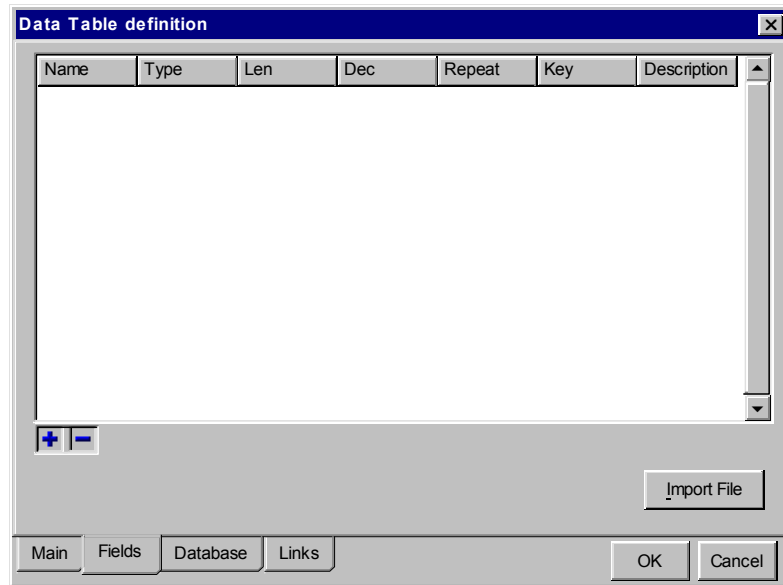 Data Table definition
Name Type Len Dec Repeat Key Description
Import File
Main Fields Database Links OK Cancel